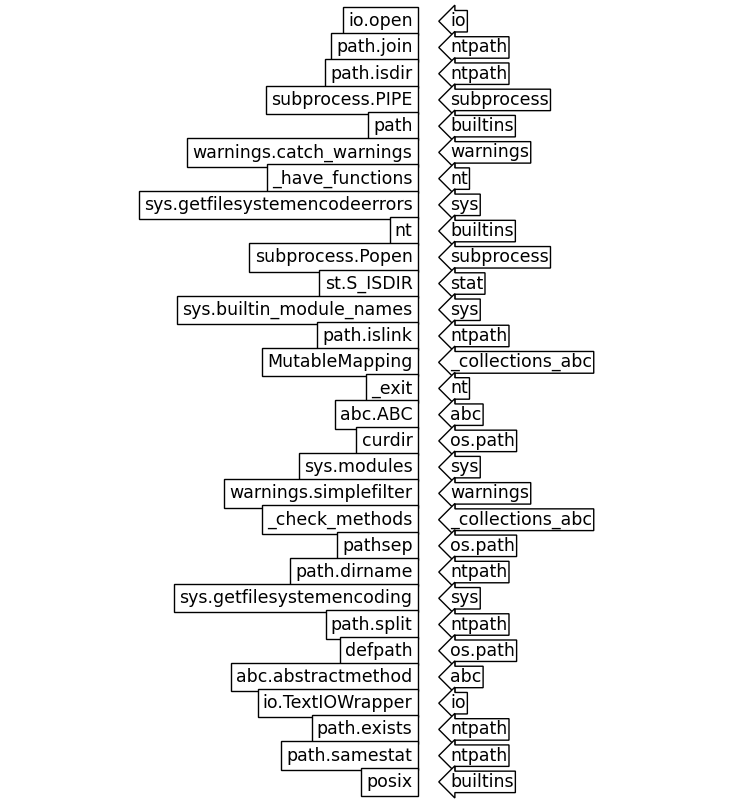 io.open io
path.join ntpath
path.isdir ntpath
subprocess.PIPE subprocess
path builtins
warnings.catch_warnings warnings
_have_functions nt
sys.getfilesystemencodeerrors sys
nt builtins
subprocess.Popen subprocess
st.S_ISDIR stat
sys.builtin_module_names sys
path.islink ntpath
MutableMapping _collections_abc
_exit nt
abc.ABC abc
curdir os.path
sys.modules sys
warnings.simplefilter warnings
_check_methods _collections_abc
pathsep os.path
path.dirname ntpath
sys.getfilesystemencoding sys
path.split ntpath
defpath os.path
abc.abstractmethod abc
io.TextIOWrapper io
path.exists ntpath
path.samestat ntpath
posix builtins